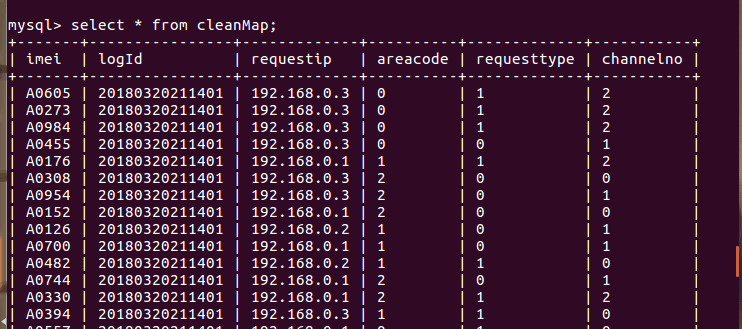 mysql> select * from cleanMap;
+-------+----------------+-------------+----------+-------------+-----------+
| imei  | logId          | requestip   | areacode | requesttype | channelno |
+-------+----------------+-------------+----------+-------------+-----------+
| A0605 | 20180320211401 | 192.168.0.3 | 0        | 1           | 2         |
| A0273 | 20180320211401 | 192.168.0.3 | 0        | 1           | 2         |
| A0984 | 20180320211401 | 192.168.0.3 | 0        | 1           | 2         |
| A0455 | 20180320211401 | 192.168.0.3 | 0        | 0           | 1         |
| A0176 | 20180320211401 | 192.168.0.1 | 1        | 1           | 2         |
| A0308 | 20180320211401 | 192.168.0.3 | 2        | 0           | 0         |
| A0954 | 20180320211401 | 192.168.0.3 | 2        | 0           | 1         |
| A0152 | 20180320211401 | 192.168.0.1 | 2        | 0           | 0         |
| A0126 | 20180320211401 | 192.168.0.2 | 1        | 0           | 1         |
| A0700 | 20180320211401 | 192.168.0.1 | 1        | 0           | 1         |
| A0482 | 20180320211401 | 192.168.0.2 | 1        | 1           | 0         |
| A0744 | 20180320211401 | 192.168.0.1 | 2        | 0           | 1         |
| A0330 | 20180320211401 | 192.168.0.1 | 2        | 1           | 2         |
| A0394 | 20180320211401 | 192.168.0.3 | 1        | 1           | 0         |